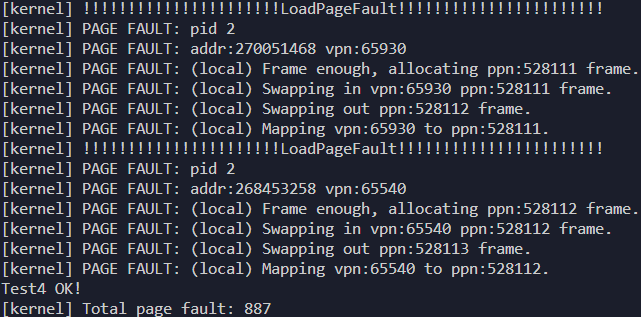 [kernel] !!!!!!!!!!!!!!!!!!!!!!LoadPageFault!!!!!!!!!!!!!!!!!!!!!!!
[kernel] PAGE FAULT: pid 2
[kernel] PAGE FAULT: addr:270051468 vpn:65930
[kernel] PAGE FAULT: (local) Frame enough, allocating ppn:528111 frame.
[kernel] PAGE FAULT: (local) Swapping in vpn:65930 ppn:528111 frame.
[kernel] PAGE FAULT: (local) Swapping out ppn:528112 frame.
[kernel] PAGE FAULT: (local) Mapping vpn:65930 to ppn:528111.
[kernel] !!!!!!!!!!!!!!!!!!!!!!LoadPageFault!!!!!!!!!!!!!!!!!!!!!!!
[kernel] PAGE FAULT: pid 2
[kernel] PAGE FAULT: addr:268453258 vpn:65540
[kernel] PAGE FAULT: (local) Frame enough, allocating ppn:528112 frame.
[kernel] PAGE FAULT: (local) Swapping in vpn:65540 ppn:528112 frame.
[kernel] PAGE FAULT: (local) Swapping out ppn:528113 frame.
[kernel] PAGE FAULT: (local) Mapping vpn:65540 to ppn:528112.
Test4 OK!
[kernel] Total page fault: 887